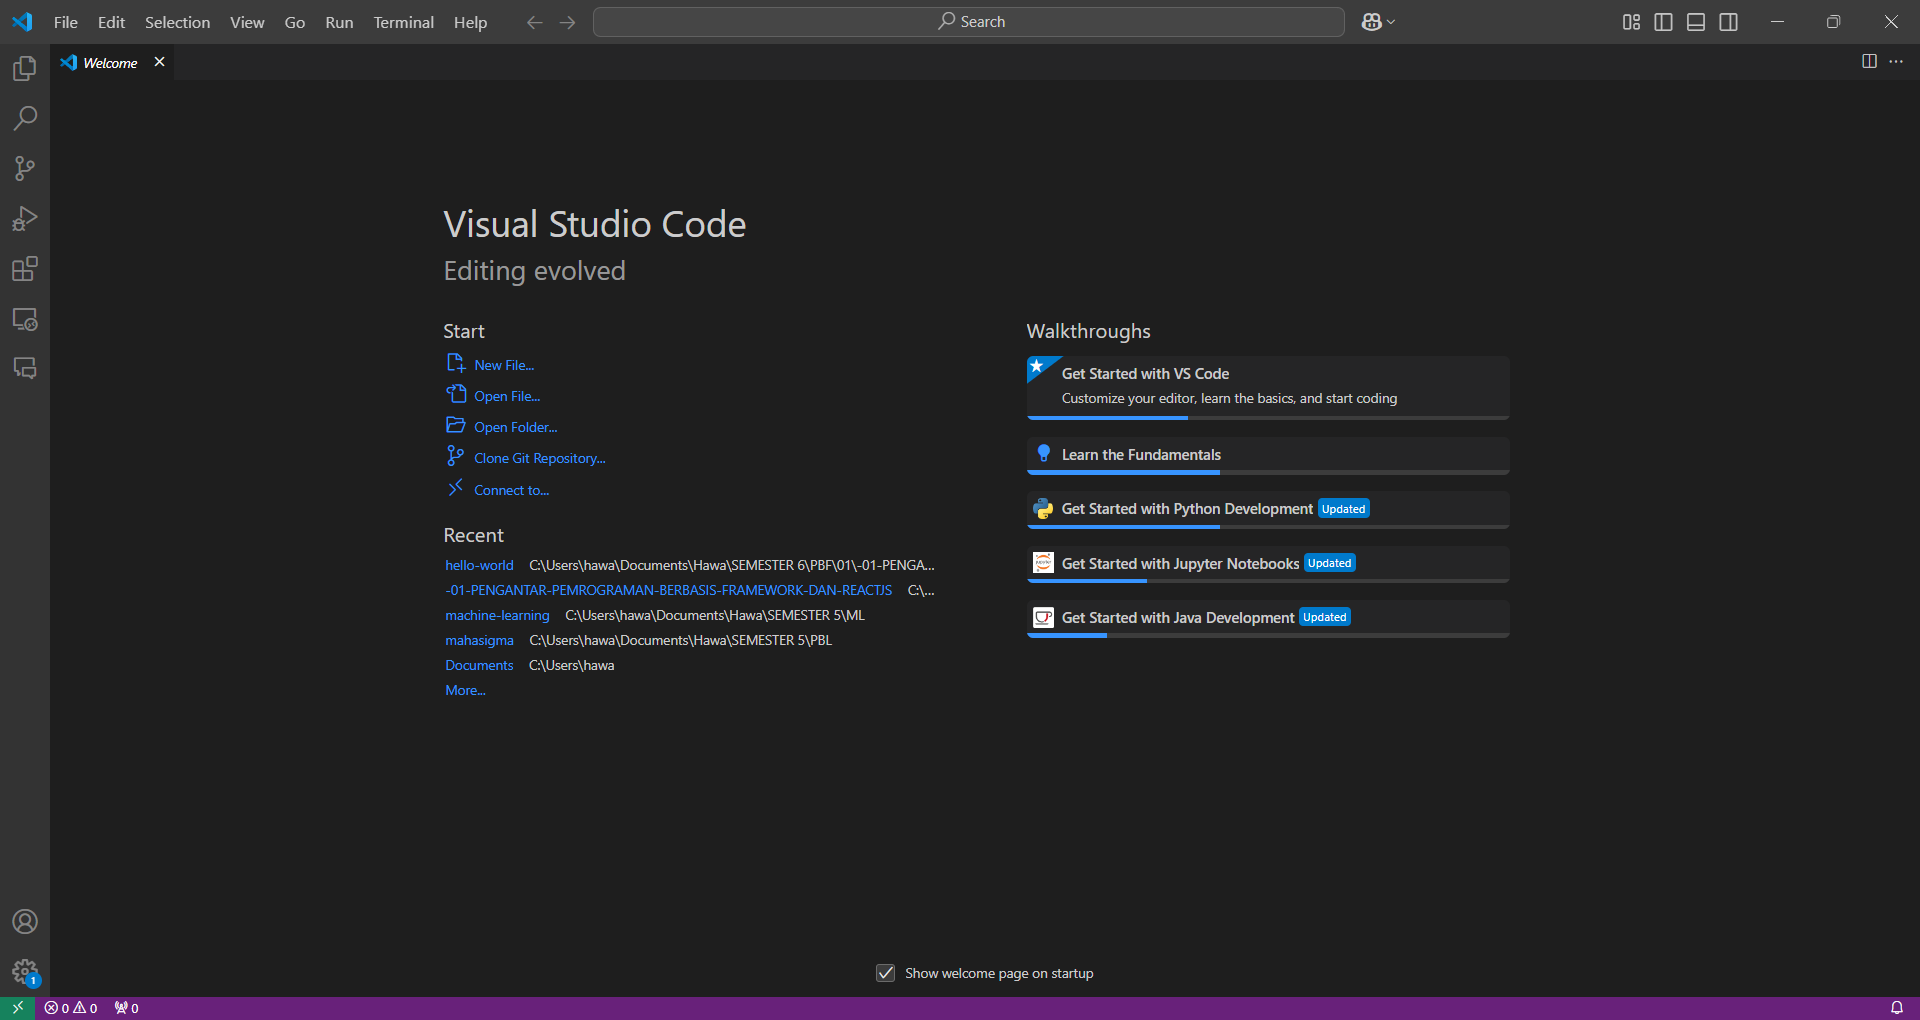 File Edit Selection View Go Run Terminal Help
Search
Welcome
Visual Studio Code
Editing evolved
Start
New File...
Open File...
Open Folder...
Clone Git Repository...
Connect to...
Recent
hello-world C:\Users\hawa\Documents\Hawa\SEMESTER 6\PBF\01\-01-PENGA...
-01-PENGANTAR-PEMROGRAMAN-BERBASIS-FRAMEWORK-DAN-REACTJS C:\...
machine-learning C:\Users\hawa\Documents\Hawa\SEMESTER 5\ML
mahasigma C:\Users\hawa\Documents\Hawa\SEMESTER 5\PBL
Documents C:\Users\hawa
More...
Walkthroughs
Get Started with VS Code
Customize your editor, learn the basics, and start coding
Learn the Fundamentals
Get Started with Python Development Updated
Get Started with Jupyter Notebooks Updated
Get Started with Java Development Updated
Show welcome page on startup
1
0 0 0